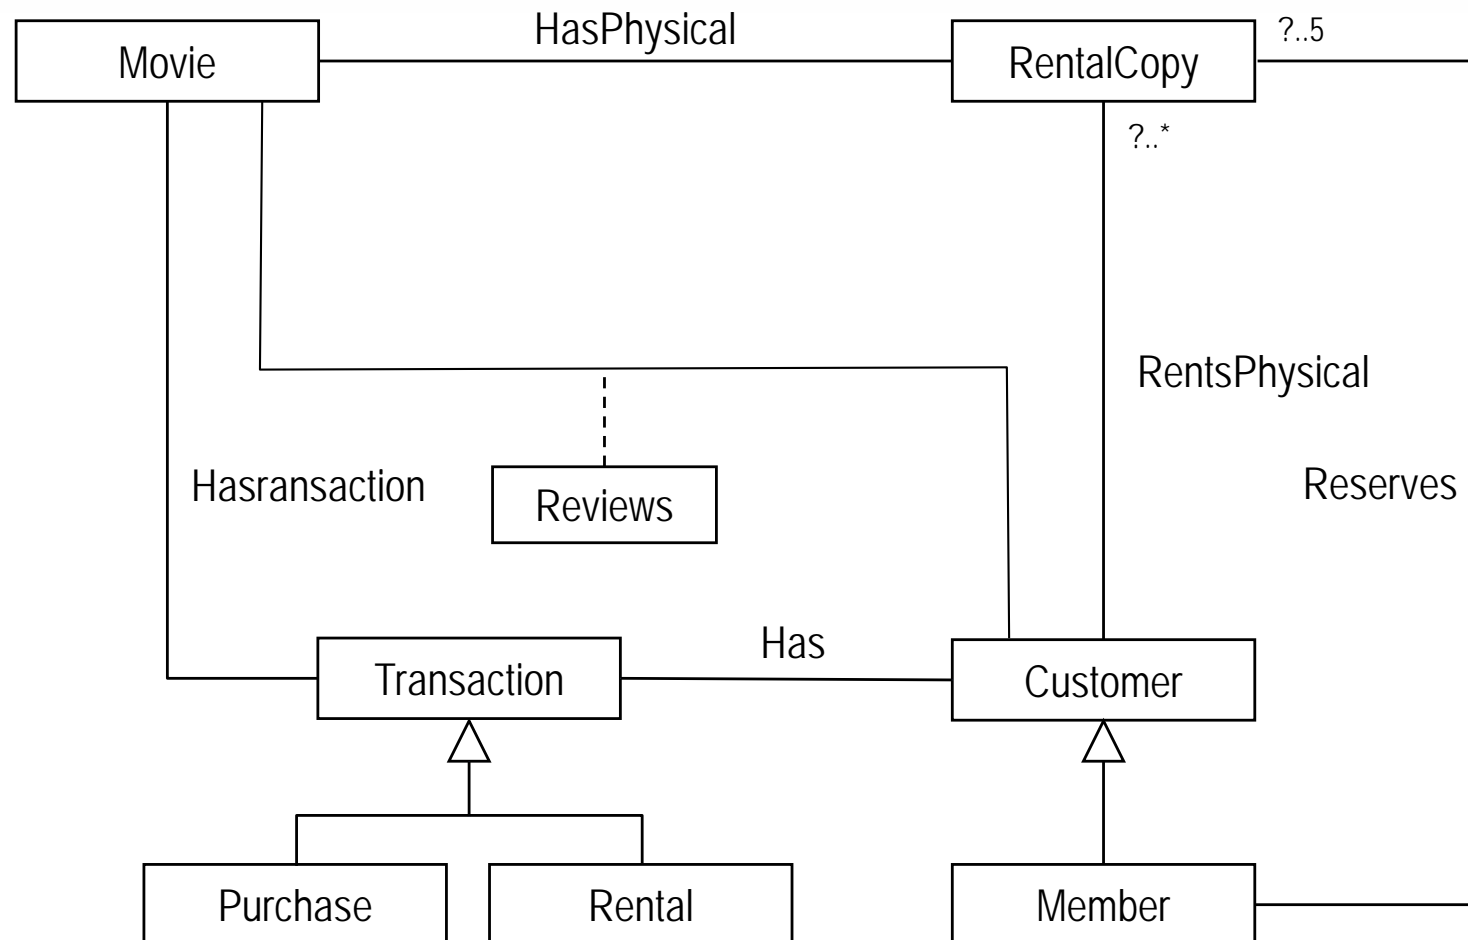 HasPhysical
?..5
Movie
RentalCopy
?..*
RentsPhysical
Hasransaction
Reviews
Reserves
Has
Transaction
Customer
Purchase
Rental
Member